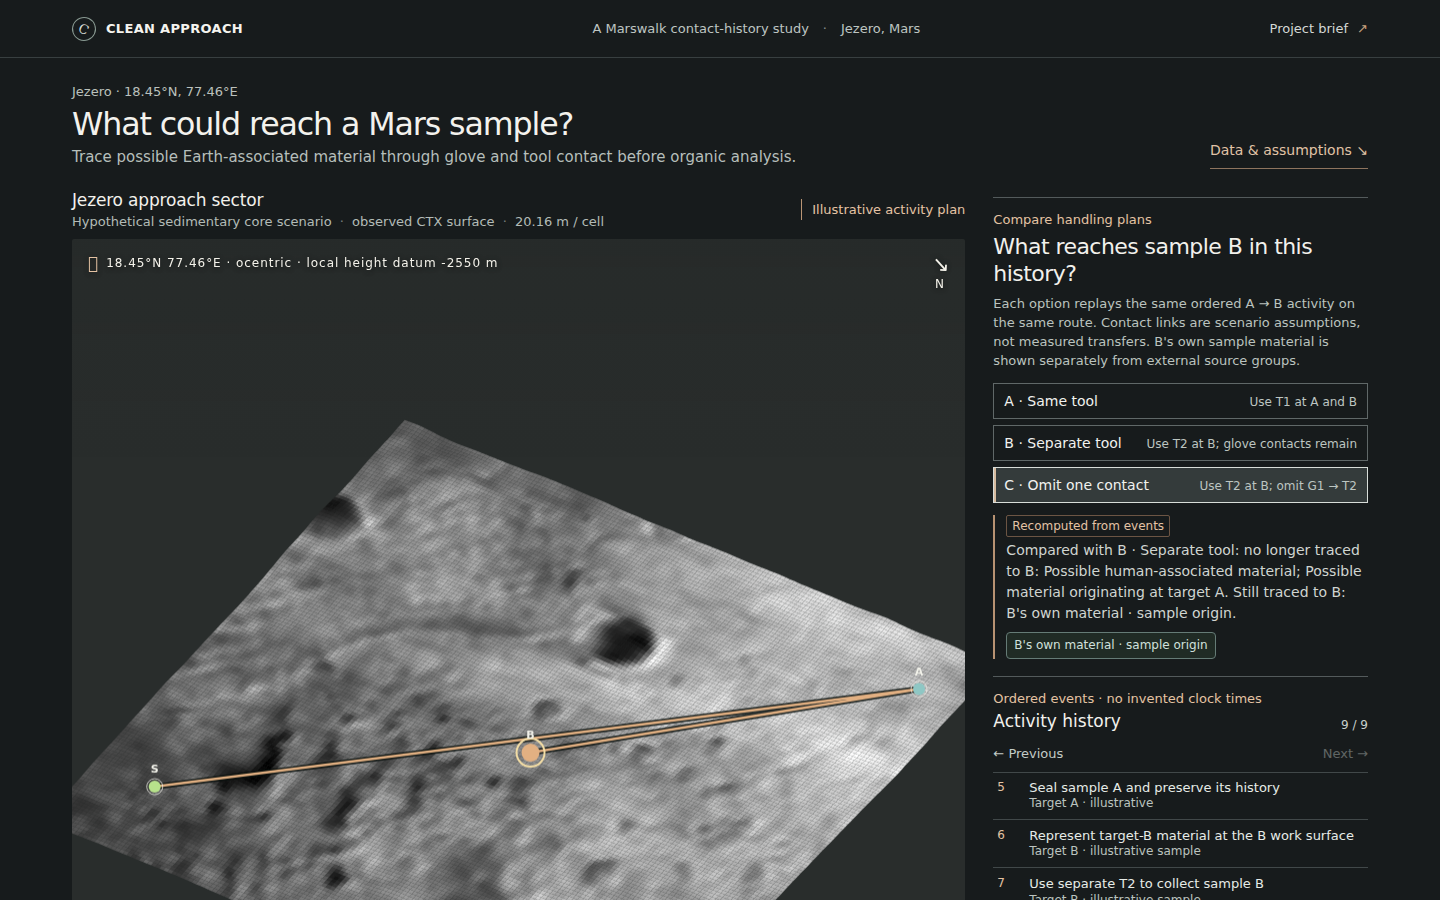 CLEAN APPROACH
A Marswalk contact-history study · Jezero, Mars
Project brief ↗
Jezero · 18.45°N, 77.46°E
What could reach a Mars sample?
Trace possible Earth-associated material through glove and tool contact before organic analysis.
Data & assumptions ↘
Jezero approach sector
Hypothetical sedimentary core scenario · observed CTX surface · 20.16 m / cell
Illustrative activity plan
18.45°N 77.46°E · ocentric · local height datum -2550 m
↘
N
A
B
S
Compare handling plans
What reaches sample B in this
history?
Each option replays the same ordered A → B activity on
the same route. Contact links are scenario assumptions,
not measured transfers. B's own sample material is
shown separately from external source groups.
A · Same tool Use T1 at A and B
B · Separate tool Use T2 at B; glove contacts remain
C · Omit one contact Use T2 at B; omit G1 → T2
Recomputed from events
Compared with B · Separate tool: no longer traced
to B: Possible human-associated material; Possible
material originating at target A. Still traced to B:
B's own material · sample origin.
B's own material · sample origin
Ordered events · no invented clock times
Activity history 9 / 9
← Previous Next →
5 Seal sample A and preserve its history
Target A · illustrative
6 Represent target-B material at the B work surface
Target B · illustrative sample
7 Use separate T2 to collect sample B
Target B · illustrative sample